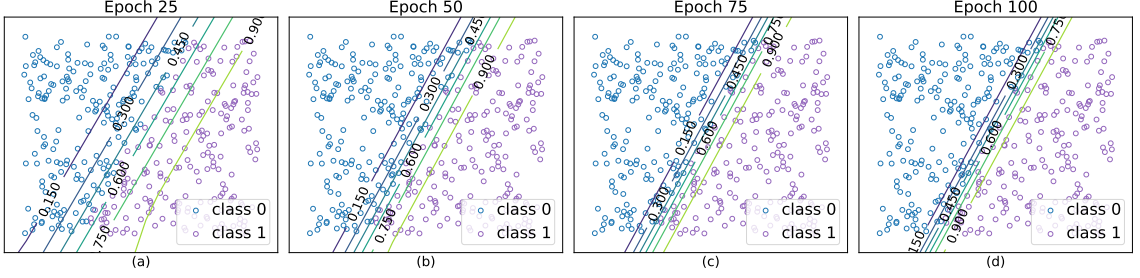 Epoch 25
0.150
0.300
0.450
0.600
.750
0.90
class 0
class 1
(a)
Epoch 50
0.150
0.300
0.45
0.600
0.750
0.900
class 0
class 1
(b)
Epoch 75
0.150
0.300
0.450
0.600
0.75
0.900
class 0
class 1
(c)
Epoch 100
150
0.300
0.450
0.600
0.75
0.900
class 0
class 1
(d)